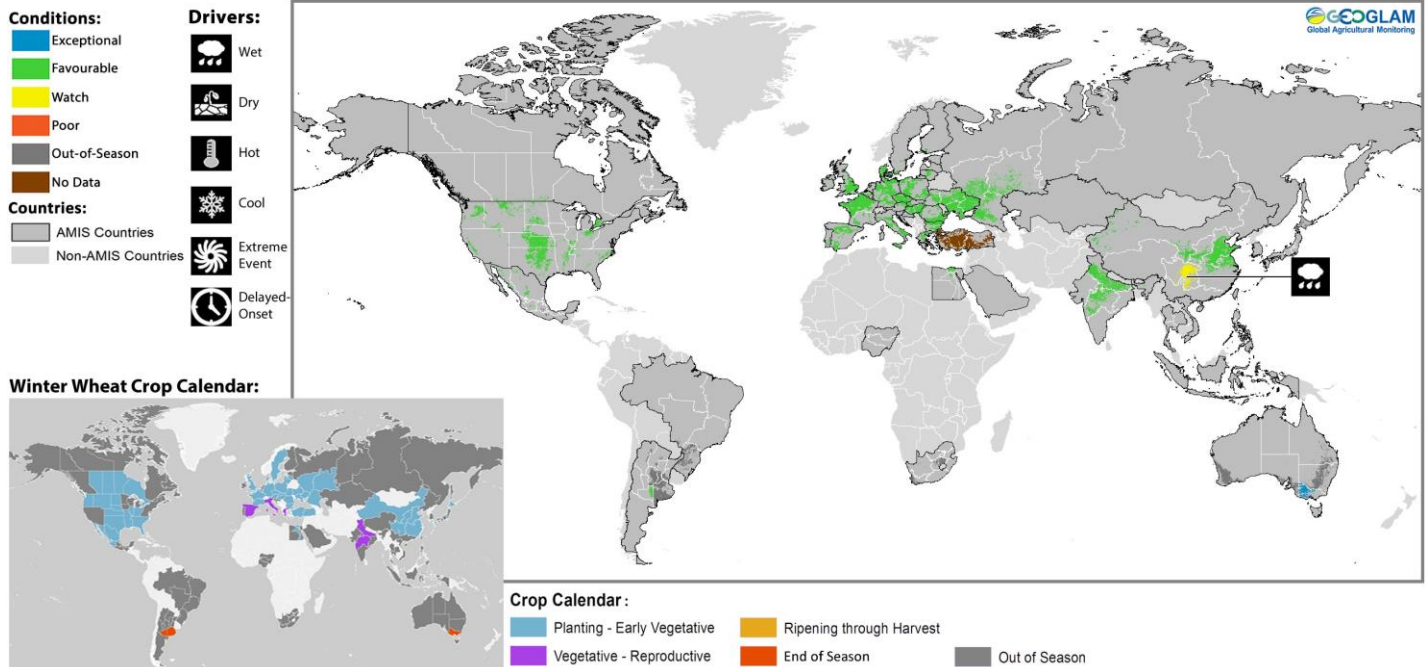 Conditions:
Exceptional
Favourable
Watch
Poor
Out-of-Season
No Data
Countries:
AMIS Countries
Non-AMIS Countries
Drivers:
Wet
Dry
Hot
Cool
Extreme
Event
Delayed-
Onset
GEOGLAM
Global Agricultural Monitoring
Winter Wheat Crop Calendar:
Crop Calendar :
Planting - Early Vegetative
Vegetative - Reproductive
Ripening through Harvest
End of Season
Out of Season